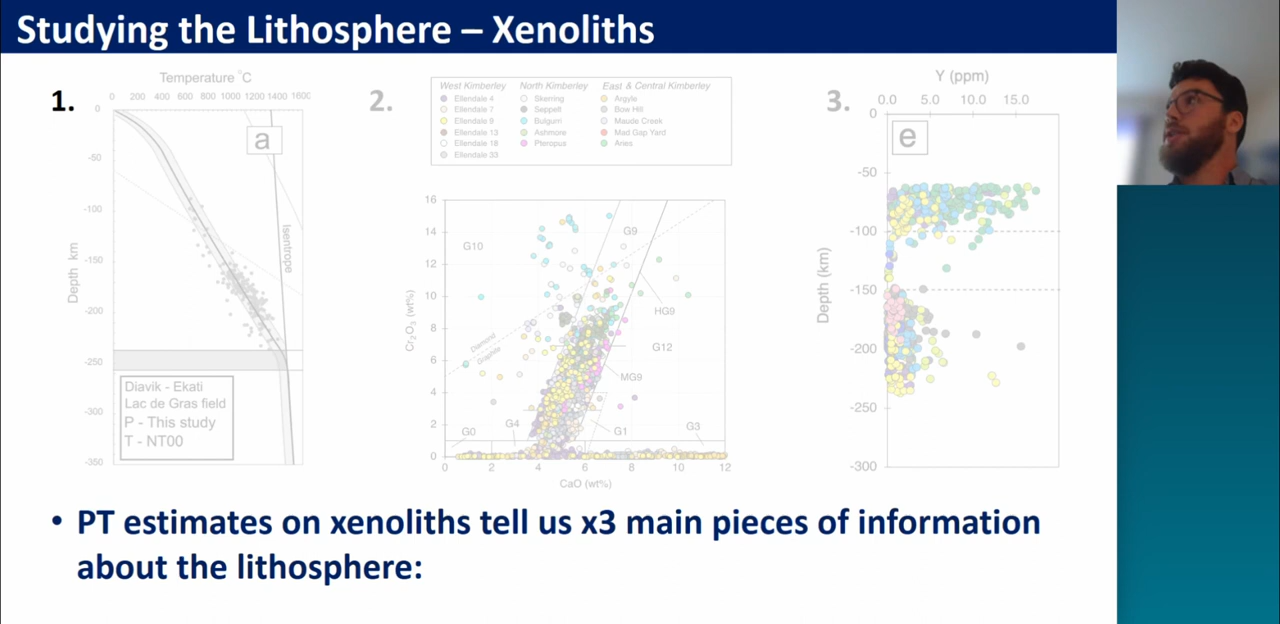 Studying the Lithosphere – Xenoliths
1.
Temperature °C
0 200 400 600 800 1000 1200 1400 1600
0
-50
-100
-150
-200
-250
-300
-350
Depth km
a
Isentrope
Diavik - Ekati
Lac de Gras field
P - This study
T - NT00
2.
West Kimberley North Kimberley East & Central Kimberley
Ellendale 4 Skerring Argyle
Ellendale 7 Seppelt Bow Hill
Ellendale 9 Bulgurri Maude Creek
Ellendale 13 Ashmore Mad Gap Yard
Ellendale 18 Pteropus Aries
Ellendale 33
16
14
12
10
8
6
4
2
0
Cr2O3 (wt%)
G10
G9
HG9
G12
MG9
Diamond
Graphite
G0
G4
G1
G3
0 2 4 6 8 10 12
CaO (wt%)
3.
Y (ppm)
0.0 5.0 10.0 15.0
0
-50
-100
-150
-200
-250
-300
Depth (km)
e
• PT estimates on xenoliths tell us x3 main pieces of information
about the lithosphere: